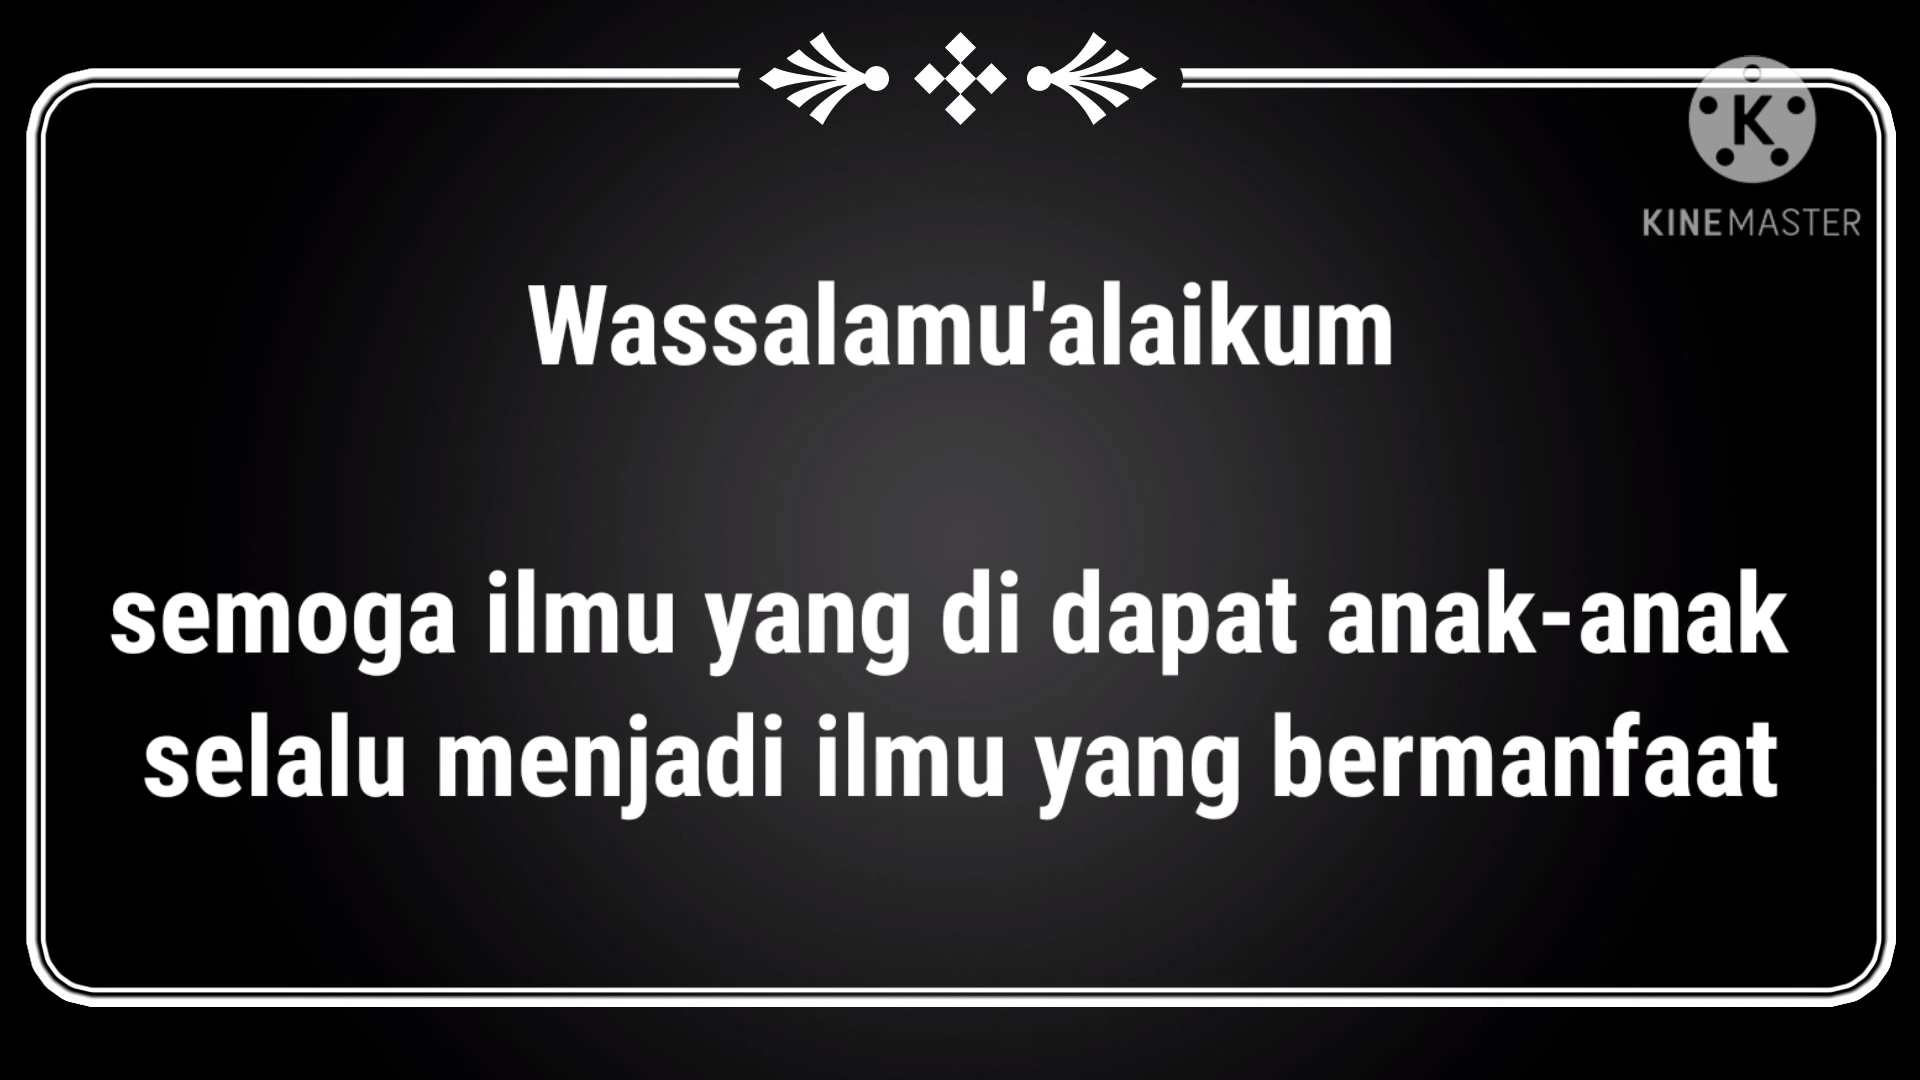 KINEMASTER
Wassalamu'alaikum
semoga ilmu yang di dapat anak-anak
selalu menjadi ilmu yang bermanfaat